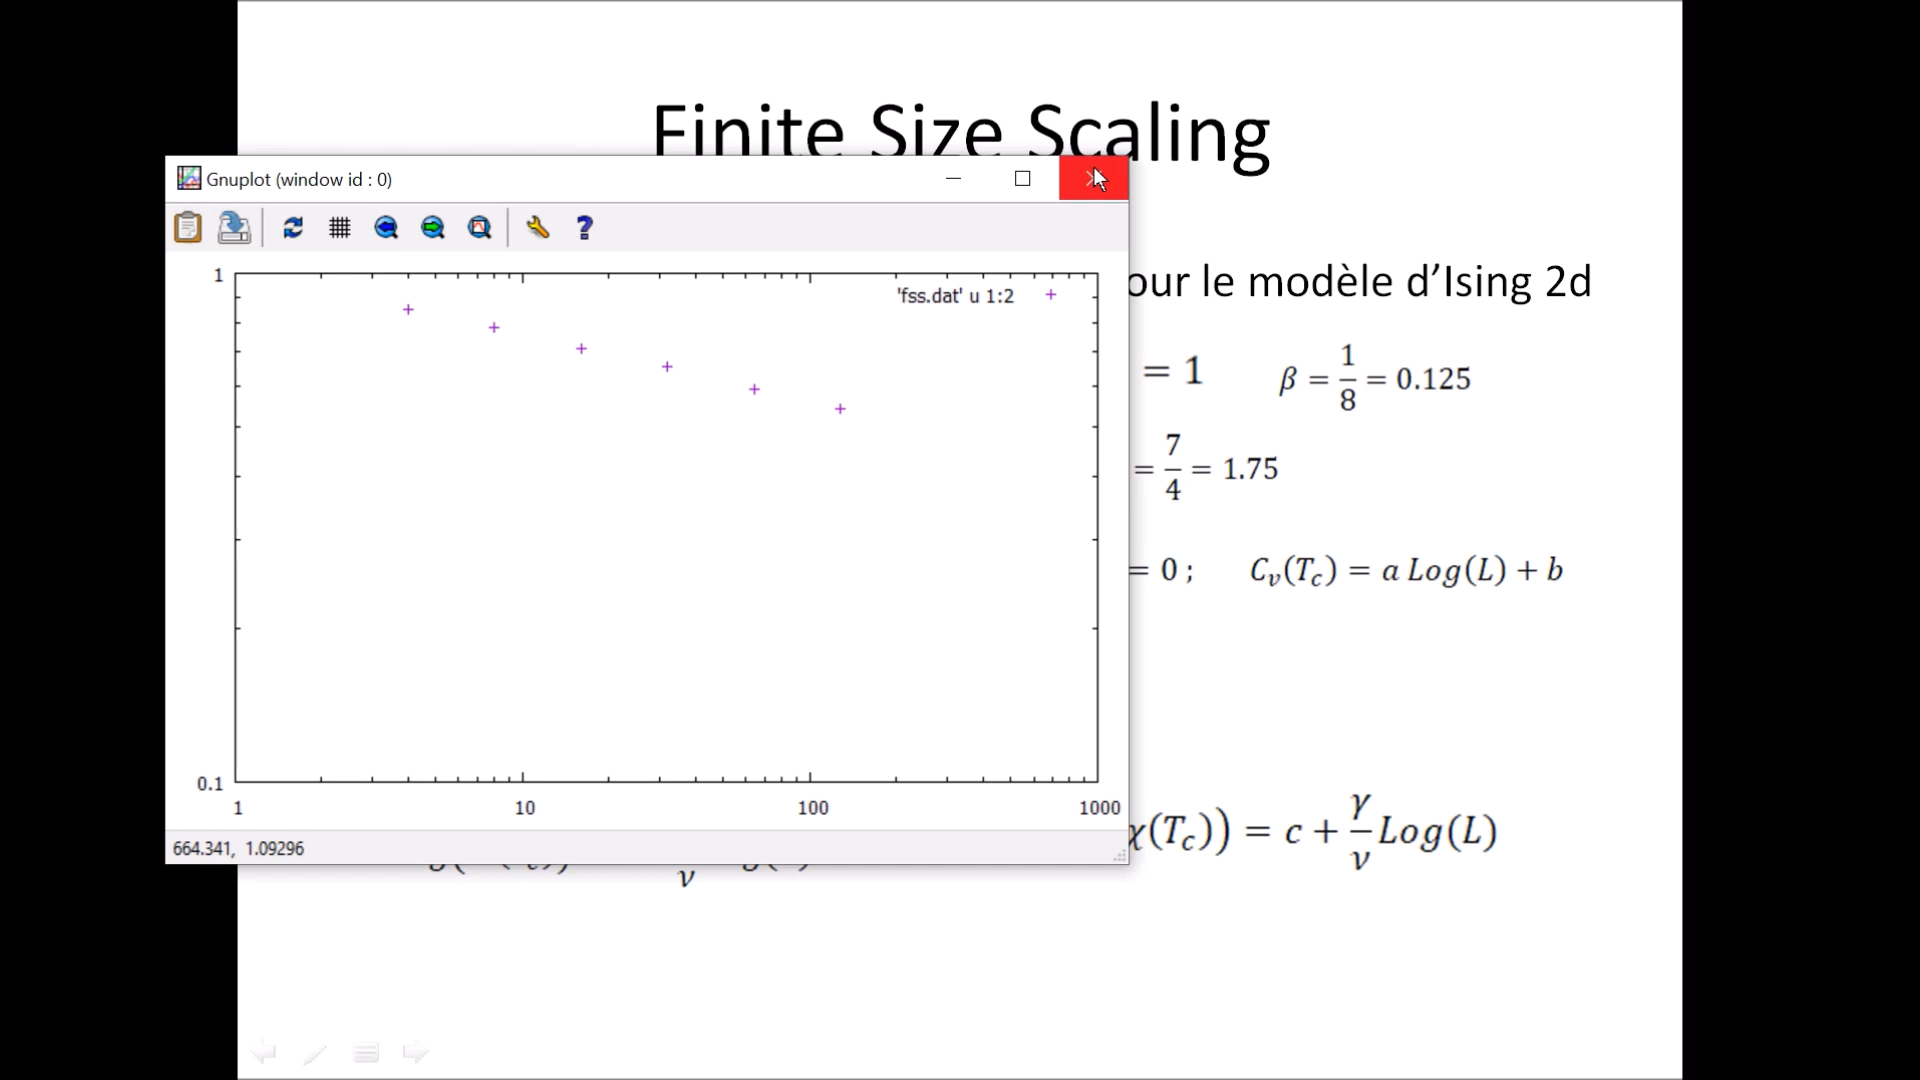 Finite Size Scaling
Gnuplot (window id : 0)
our le modèle d’Ising 2d
1
'fss.dat' u 1:2
= 1 β = 1/8 = 0.125
= 7/4 = 1.75
= 0 ; Cᵥ(T_c) = a Log(L) + b
0.1
1 10 100 1000
χ(T_c)) = c + γ/ν Log(L)
664.341, 1.09296
ν